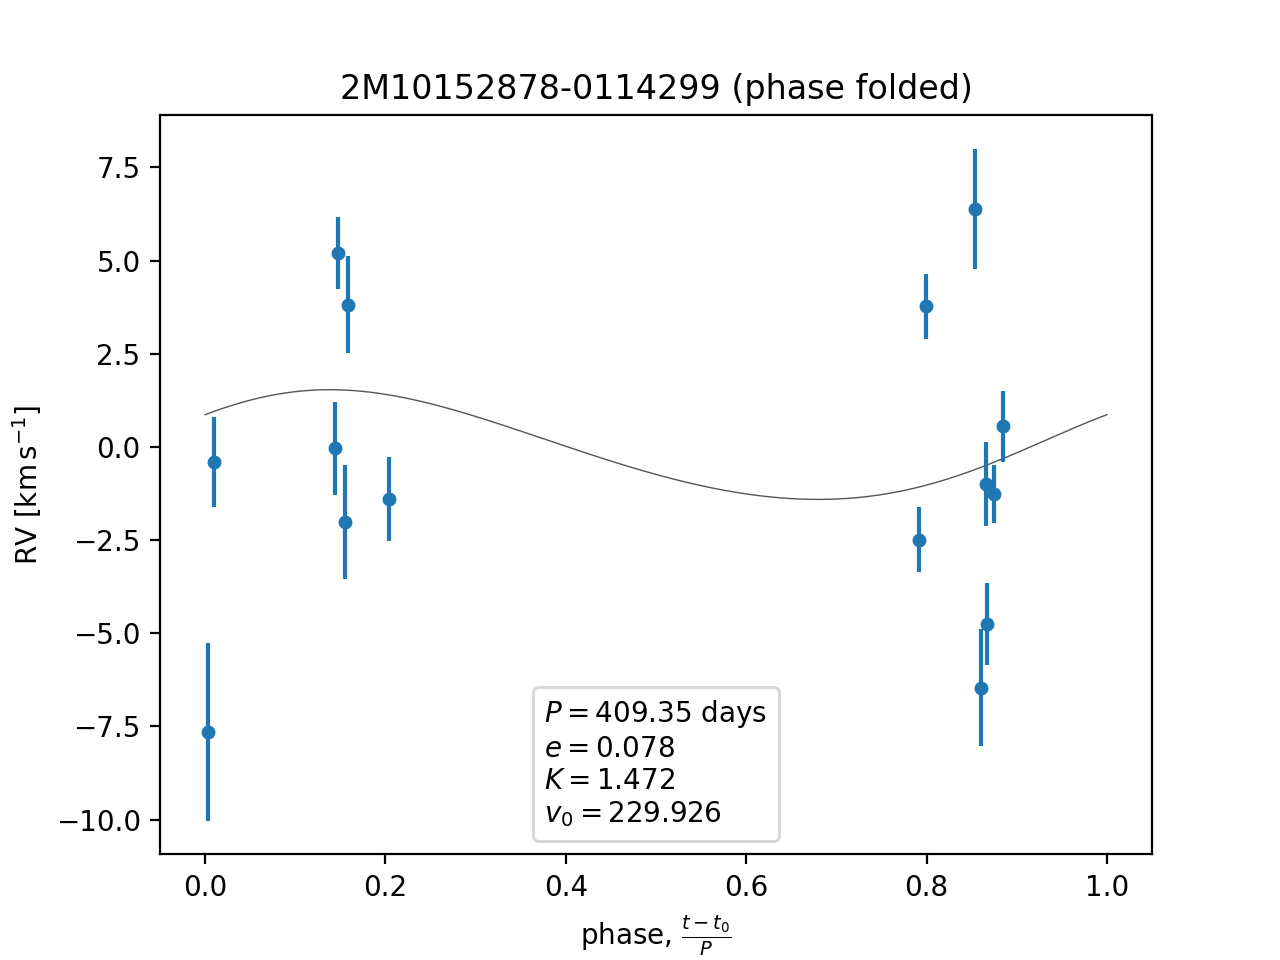 2M10152878-0114299 (phase folded)
7.5
5.0
2.5
0.0
−2.5
−5.0
−7.5
−10.0
RV [km s⁻¹]
P = 409.35 days
e = 0.078
K = 1.472
v₀ = 229.926
0.0 0.2 0.4 0.6 0.8 1.0
phase, (t − t₀)/P